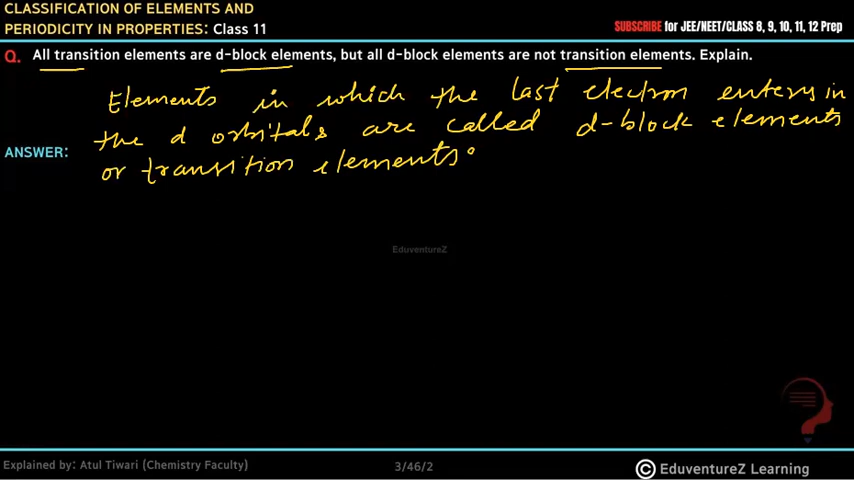 CLASSIFICATION OF ELEMENTS AND
PERIODICITY IN PROPERTIES: Class 11
SUBSCRIBE for JEE/NEET/CLASS 8, 9, 10, 11, 12 Prep
Q. All transition elements are d-block elements, but all d-block elements are not transition elements. Explain.
Elements in which the last electron enters in
the d orbitals are called d-block elements
ANSWER:
or transition elements.
EduventureZ
Explained by: Atul Tiwari (Chemistry Faculty)
3/46/2
© EduventureZ Learning